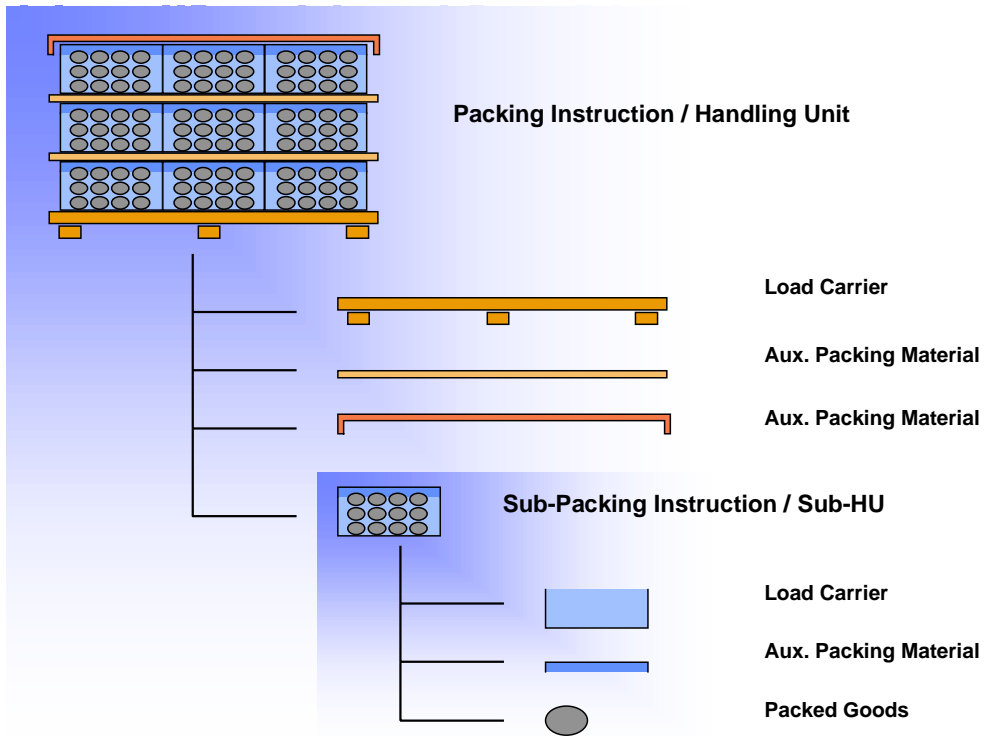 Packing Instruction / Handling Unit
Load Carrier
Aux. Packing Material
Aux. Packing Material
Sub-Packing Instruction / Sub-HU
Load Carrier
Aux. Packing Material
Packed Goods